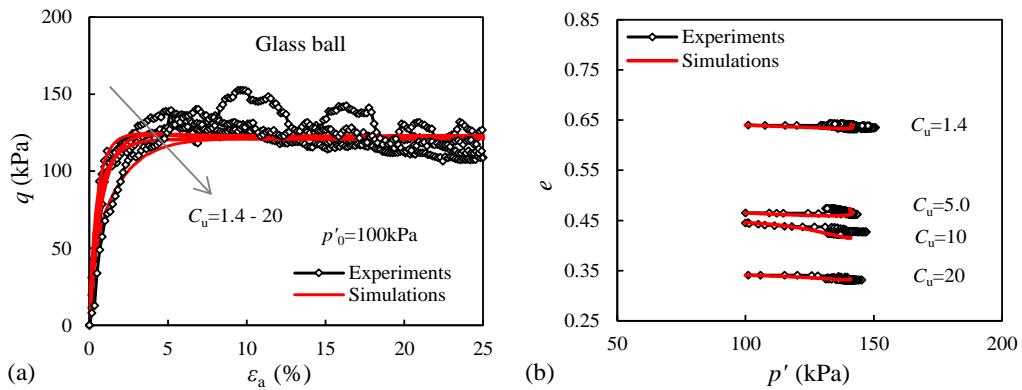 200
150
100
50
0
q (kPa)
Glass ball
Cu=1.4 - 20
p'0=100kPa
Experiments
Simulations
0 5 10 15 20 25
(a)
εa (%)
0.85
0.75
0.65
0.55
0.45
0.35
0.25
e
Experiments
Simulations
Cu=1.4
Cu=5.0
Cu=10
Cu=20
50 100 150 200
(b)
p' (kPa)